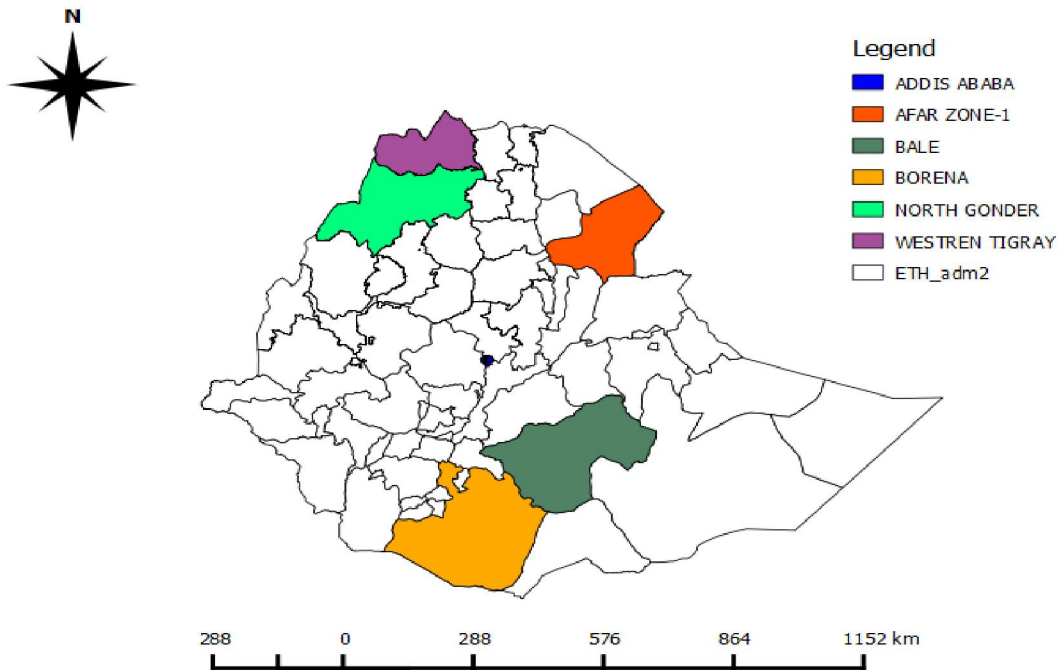 N
Legend
ADDIS ABABA
AFAR ZONE-1
BALE
BORENA
NORTH GONDER
WESTREN TIGRAY
ETH_adm2
288 0 288 576 864 1152 km